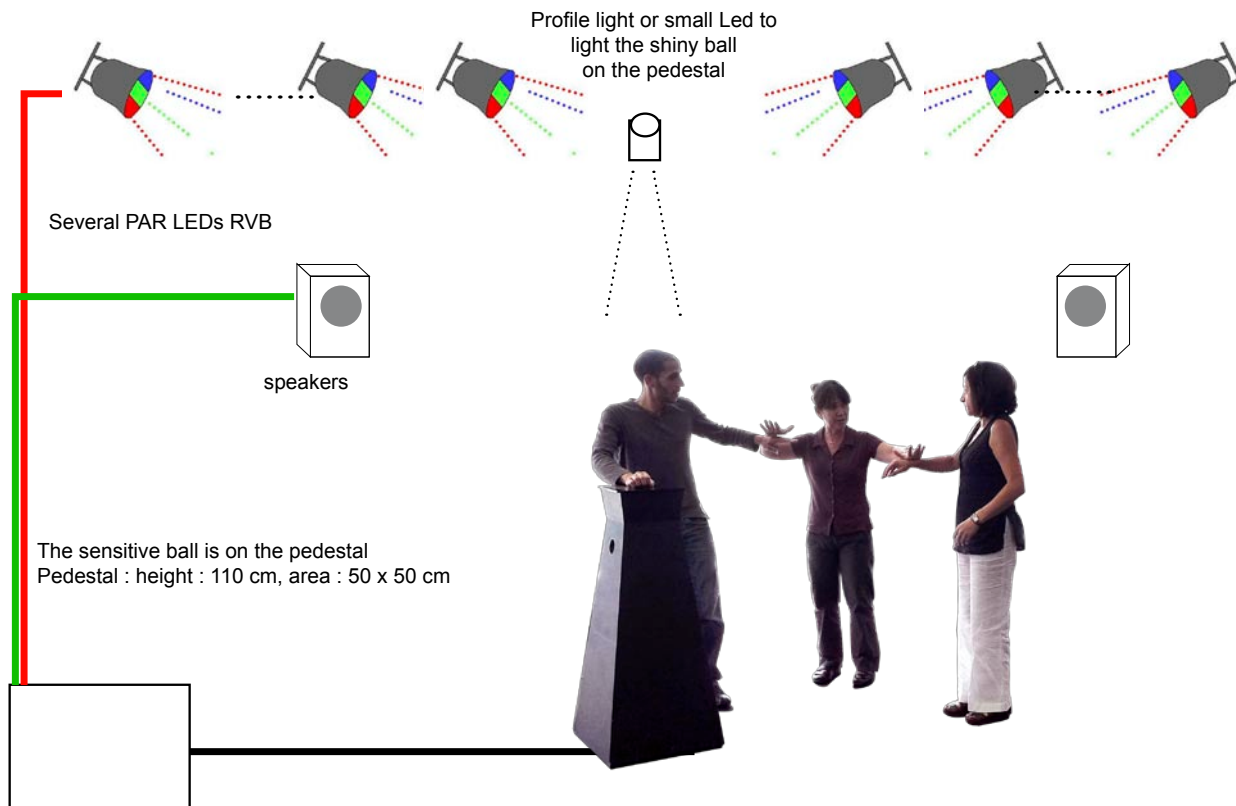 Profile light or small Led to
light the shiny ball
on the pedestal
Several PAR LEDs RVB
speakers
The sensitive ball is on the pedestal
Pedestal : height : 110 cm, area : 50 x 50 cm